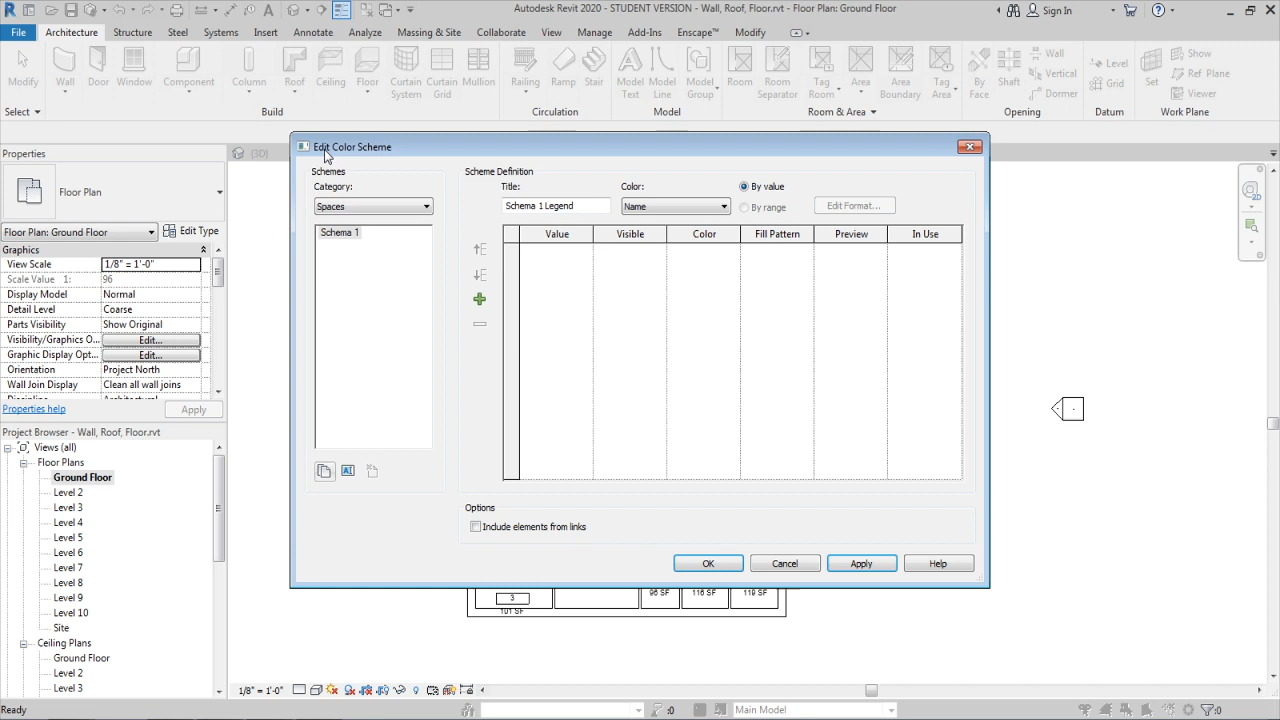 Autodesk Revit 2020 - STUDENT VERSION - Wall, Roof, Floor.rvt - Floor Plan: Ground Floor
Sign In
File Architecture Structure Steel Systems Insert Annotate Analyze Massing & Site Collaborate View Manage Add-Ins Enscape™ Modify
Modify Wall Door Window Component Column Roof Ceiling Floor Curtain System Curtain Grid Mullion Railing Ramp Stair Model Text Model Line Model Group Room Room Separator Tag Room Area Area Boundary Tag Area By Face Shaft Wall Vertical Dormer Level Grid Set Show Ref Plane Viewer
Select Build Circulation Model Room & Area Opening Datum Work Plane
Properties
{3D}
Floor Plan
Floor Plan: Ground Floor Edit Type
Graphics
View Scale 1/8" = 1'-0"
Scale Value 1: 96
Display Model Normal
Detail Level Coarse
Parts Visibility Show Original
Visibility/Graphics O... Edit...
Graphic Display Opt... Edit...
Orientation Project North
Wall Join Display Clean all wall joins
Properties help Apply
Project Browser - Wall, Roof, Floor.rvt
Views (all)
Floor Plans
Ground Floor
Level 2
Level 3
Level 4
Level 5
Level 6
Level 7
Level 8
Level 9
Level 10
Site
Ceiling Plans
Ground Floor
Level 2
Level 3
Edit Color Scheme
Schemes
Category:
Spaces
Schema 1
Scheme Definition
Title: Color: By value
Schema 1 Legend Name By range Edit Format...
Value Visible Color Fill Pattern Preview In Use
Options
Include elements from links
OK Cancel Apply Help
3
101 SF
96 SF 116 SF 119 SF
2D
1/8" = 1'-0"
Ready :0 Main Model :0